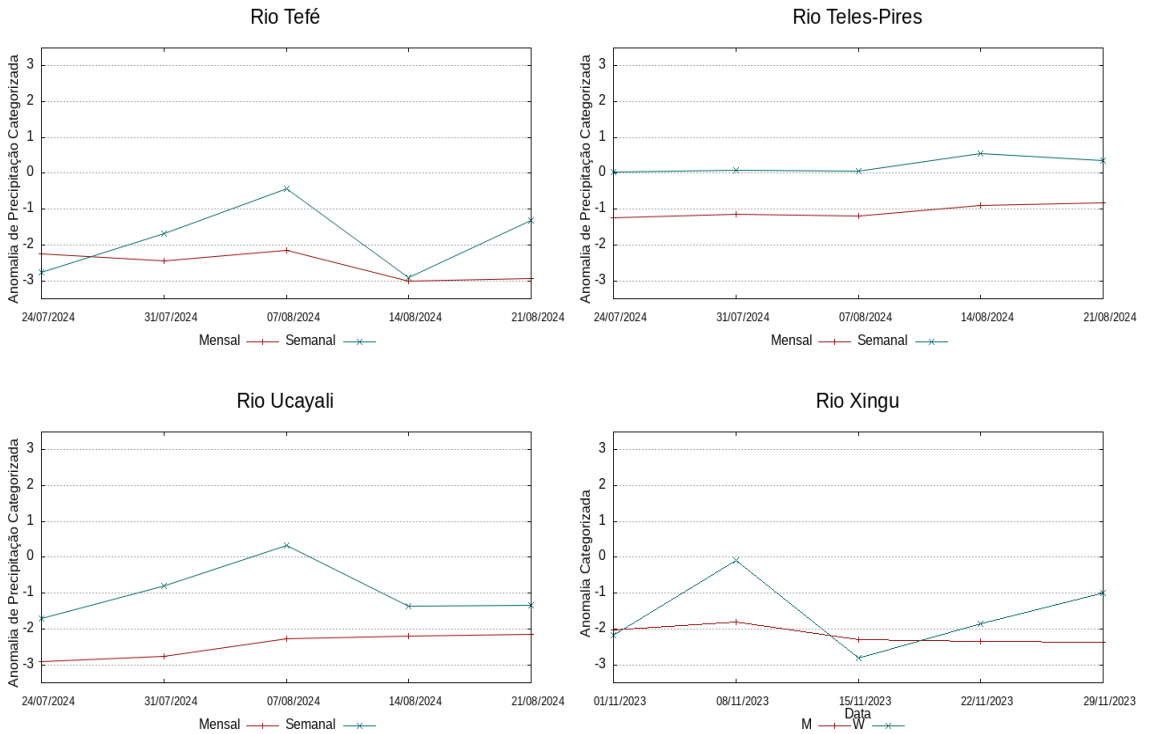 Rio Tefé
Anomalia de Precipitação Categorizada
3
2
1
0
-1
-2
-3
24/07/2024 31/07/2024 07/08/2024 14/08/2024 21/08/2024
Mensal Semanal
Rio Teles-Pires
Anomalia de Precipitação Categorizada
3
2
1
0
-1
-2
-3
24/07/2024 31/07/2024 07/08/2024 14/08/2024 21/08/2024
Mensal Semanal
Rio Ucayali
Anomalia de Precipitação Categorizada
3
2
1
0
-1
-2
-3
24/07/2024 31/07/2024 07/08/2024 14/08/2024 21/08/2024
Mensal Semanal
Rio Xingu
Anomalia Categorizada
3
2
1
0
-1
-2
-3
01/11/2023 08/11/2023 15/11/2023 22/11/2023 29/11/2023
Data
M W